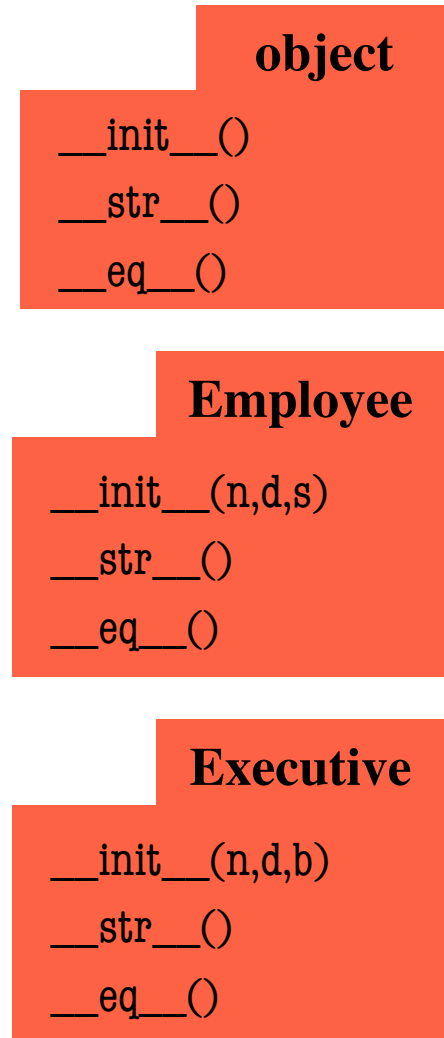 object
__init__()
__str__()
__eq__()
Employee
__init__(n,d,s)
__str__()
__eq__()
Executive
__init__(n,d,b)
__str__()
__eq__()